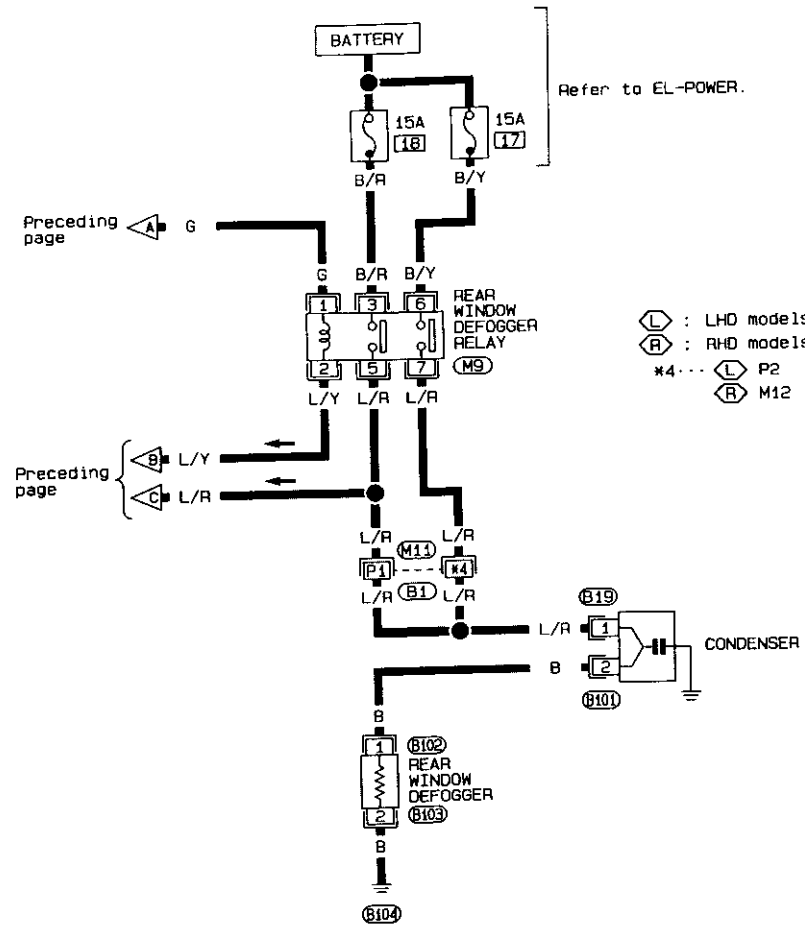 BATTERY
Refer to EL-POWER.
15A
18
15A
17
B/R
B/Y
Preceding
page
A
G
G
B/R
B/Y
1
3
6
REAR
WINDOW
DEFOGGER
RELAY
2
5
7
M9
L : LHD models
R : RHD models
*4 ··· L P2
R M12
L/Y
L/R
L/R
Preceding
page
B
L/Y
C
L/R
L/R
M11
L/R
P1
*4
L/R
B1
L/R
B19
L/R
1
CONDENSER
B
2
B101
B
1
B102
REAR
WINDOW
DEFOGGER
2
B103
B
B104